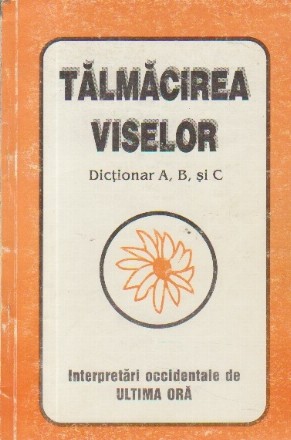 TĂLMĂCIREA
VISELOR
Dicționar A, B, și C
Interpretări occidentale de
ULTIMA ORĂ